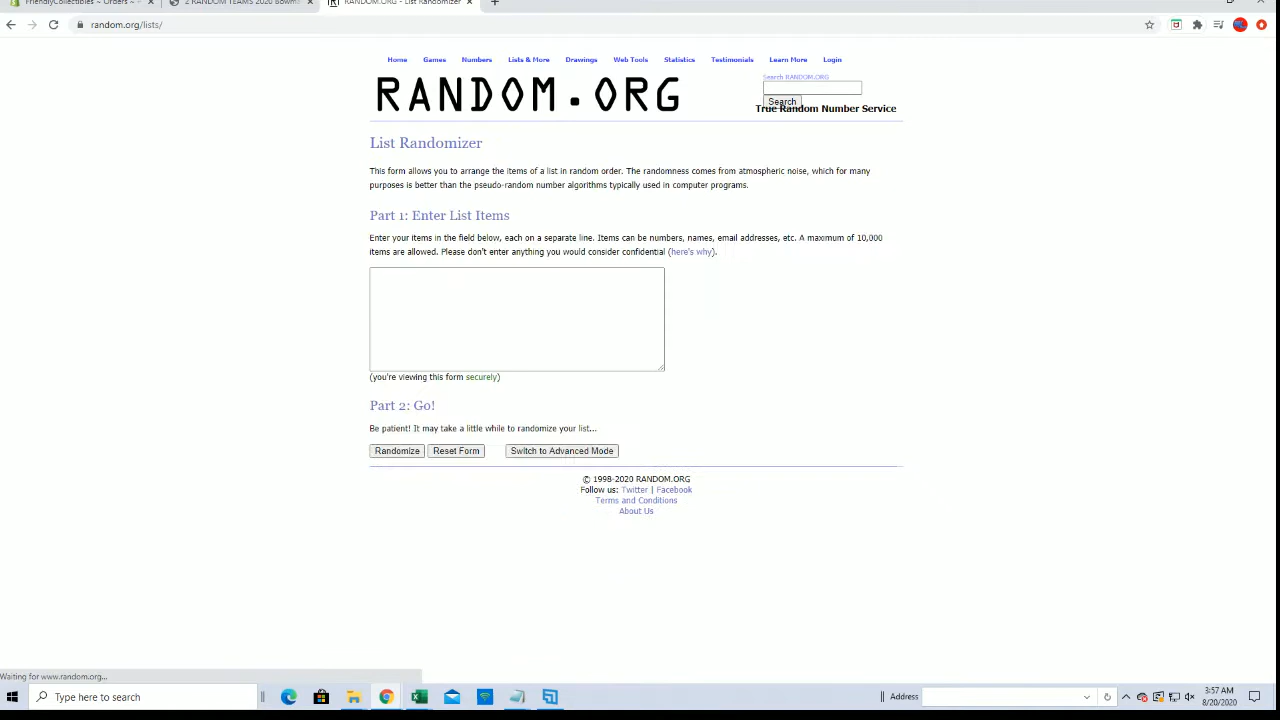 FriendlyCollectibles ~ Orders ~
2 RANDOM TEAMS 2020 Bowm
RANDOM.ORG - List Randomizer
random.org/lists/
Home Games Numbers Lists & More Drawings Web Tools Statistics Testimonials Learn More Login
RANDOM.ORG
Search RANDOM.ORG
Search
True Random Number Service
List Randomizer
This form allows you to arrange the items of a list in random order. The randomness comes from atmospheric noise, which for many
purposes is better than the pseudo-random number algorithms typically used in computer programs.
Part 1: Enter List Items
Enter your items in the field below, each on a separate line. Items can be numbers, names, email addresses, etc. A maximum of 10,000
items are allowed. Please don't enter anything you would consider confidential (here's why).
(you're viewing this form securely)
Part 2: Go!
Be patient! It may take a little while to randomize your list...
Randomize Reset Form Switch to Advanced Mode
© 1998-2020 RANDOM.ORG
Follow us: Twitter | Facebook
Terms and Conditions
About Us
Waiting for www.random.org...
Type here to search
Address
3:57 AM
8/20/2020